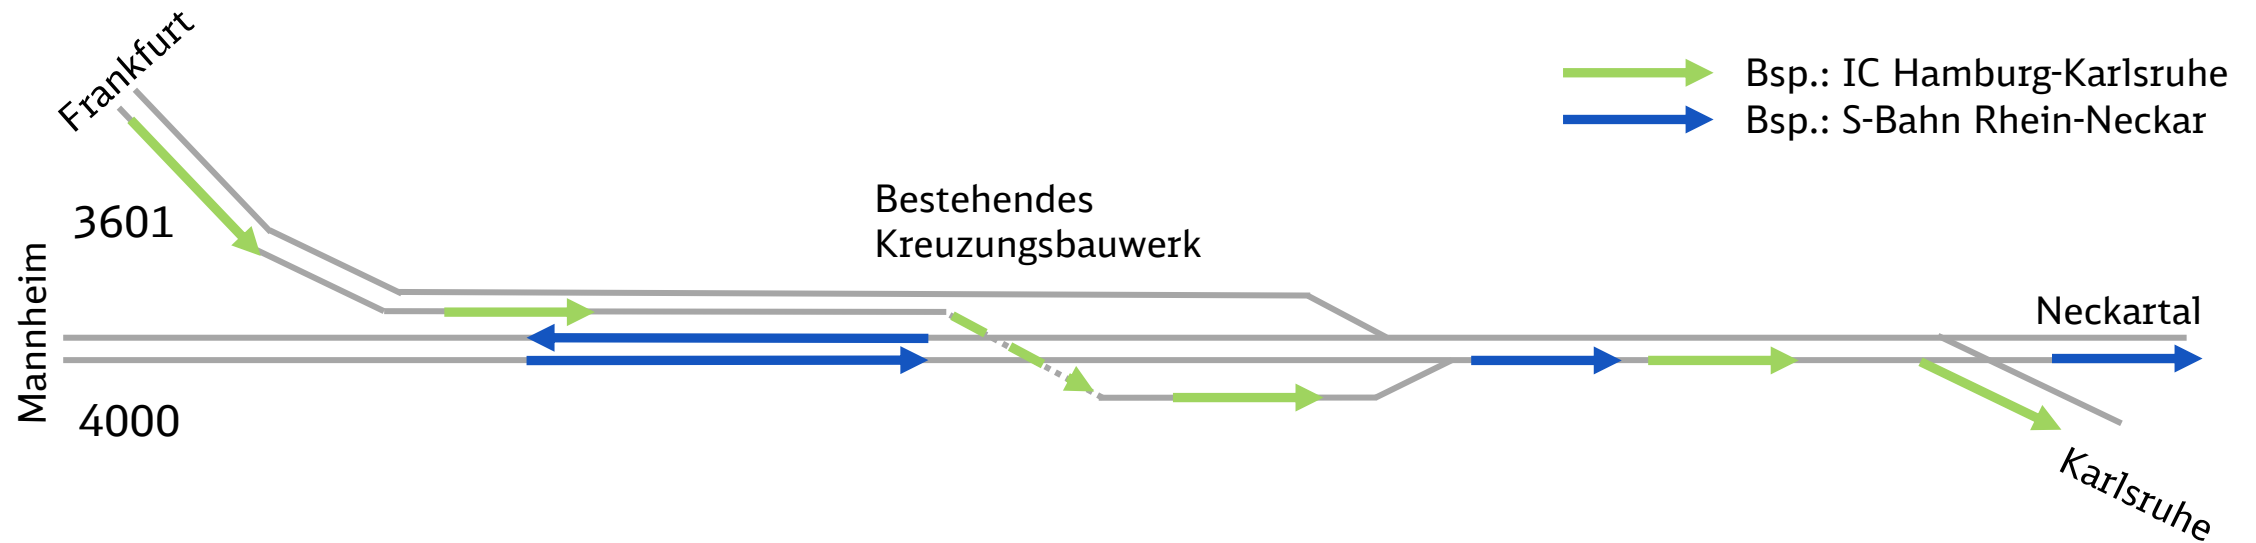 Frankfurt
Bsp.: IC Hamburg-Karlsruhe
Bsp.: S-Bahn Rhein-Neckar
3601
Bestehendes
Kreuzungsbauwerk
Mannheim
Neckartal
4000
Karlsruhe